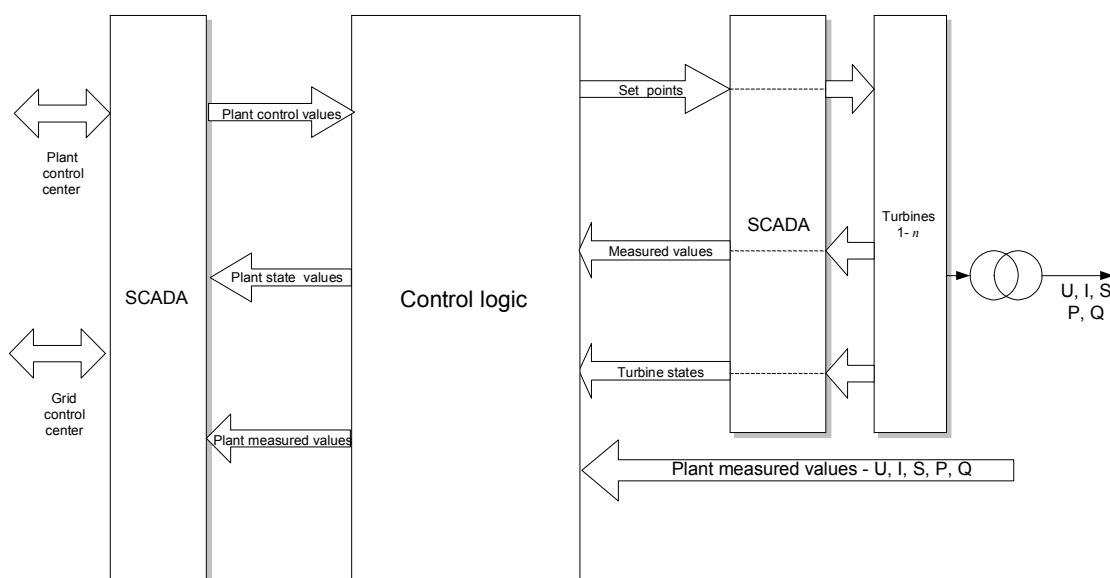 Plant
control
center
Grid
control
center
SCADA
Plant control values
Plant state values
Plant measured values
Control logic
Set points
Measured values
Turbine states
Plant measured values - U, I, S, P, Q
SCADA
Turbines
1- n
U, I, S
P, Q